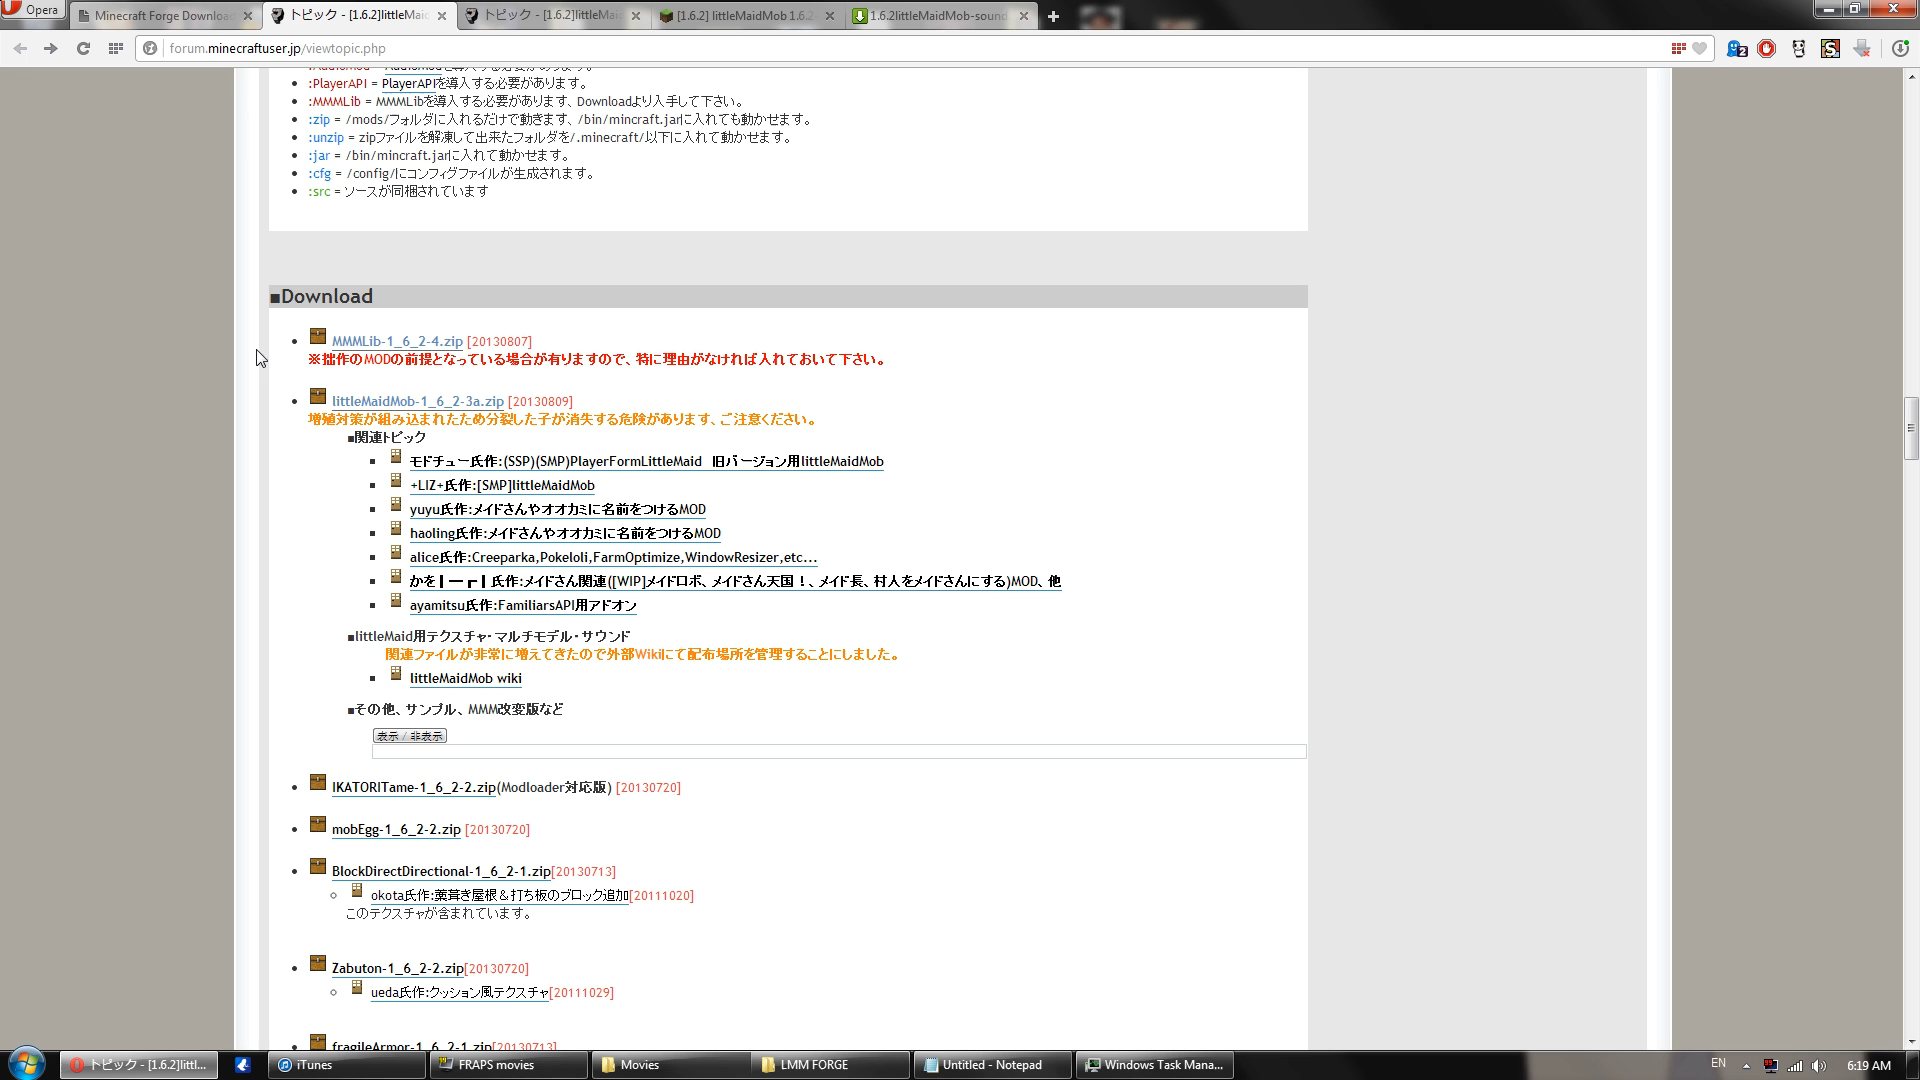 Opera
Minecraft Forge Download
トピック - [1.6.2]littleMaid
トピック - [1.6.2]littleMaid
[1.6.2] littleMaidMob 1.6.2-
1.6.2littleMaidMob-sound
forum.minecraftuser.jp/viewtopic.php
:PlayerAPI = PlayerAPIを導入する必要があります。
:MMMLib = MMMLibを導入する必要があります、Downloadより入手して下さい。
:zip = /mods/フォルダに入れるだけで動きます、/bin/mincraft.jarに入れても動かせます。
:unzip = zipファイルを解凍して出来たフォルダを/.minecraft/以下に入れて動かせます。
:jar = /bin/mincraft.jarに入れて動かせます。
:cfg = /config/にコンフィグファイルが生成されます。
:src = ソースが同梱されています
■Download
MMMLib-1_6_2-4.zip [20130807]
※拙作のMODの前提となっている場合が有りますので、特に理由がなければ入れておいて下さい。
littleMaidMob-1_6_2-3a.zip [20130809]
増殖対策が組み込まれたため分裂した子が消失する危険があります、ご注意ください。
■関連トピック
モドチュー氏作:(SSP)(SMP)PlayerFormLittleMaid 旧バージョン用littleMaidMob
+LIZ+氏作:[SMP]littleMaidMob
yuyu氏作:メイドさんやオオカミに名前をつけるMOD
haoling氏作:メイドさんやオオカミに名前をつけるMOD
alice氏作:Creeparka,Pokeloli,FarmOptimize,WindowResizer,etc...
かを┃━┏┃氏作:メイドさん関連([WIP]メイドロボ、メイドさん天国！、メイド長、村人をメイドさんにする)MOD、他
ayamitsu氏作:FamiliarsAPI用アドオン
■littleMaid用テクスチャ・マルチモデル・サウンド
関連ファイルが非常に増えてきたので外部Wikiにて配布場所を管理することにしました。
littleMaidMob wiki
■その他、サンプル、MMM改変版など
表示 / 非表示
IKATORITame-1_6_2-2.zip(Modloader対応版) [20130720]
mobEgg-1_6_2-2.zip [20130720]
BlockDirectDirectional-1_6_2-1.zip[20130713]
okota氏作:藁葺き屋根＆打ち板のブロック追加[20111020]
このテクスチャが含まれています。
Zabuton-1_6_2-2.zip[20130720]
ueda氏作:クッション風テクスチャ[20111029]
fragileArmor-1_6_2-1.zip[20130713]
トピック - [1.6.2]littl...
iTunes
FRAPS movies
Movies
LMM FORGE
Untitled - Notepad
Windows Task Mana...
EN
6:19 AM